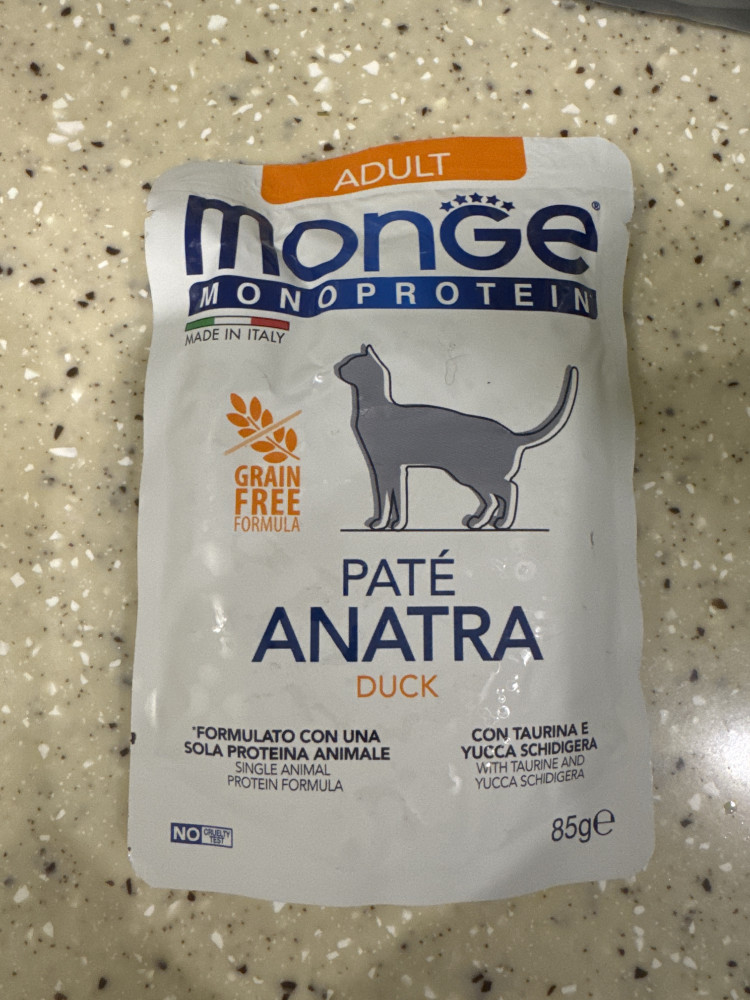 ADULT
monGe®
MONOPROTEIN
MADE IN ITALY
GRAIN
FREE
FORMULA
PATÉ
ANATRA
DUCK
*FORMULATO CON UNA
SOLA PROTEINA ANIMALE
SINGLE ANIMAL
PROTEIN FORMULA
CON TAURINA E
YUCCA SCHIDIGERA
WITH TAURINE AND
YUCCA SCHIDIGERA
NO CRUELTY
TEST
85g℮